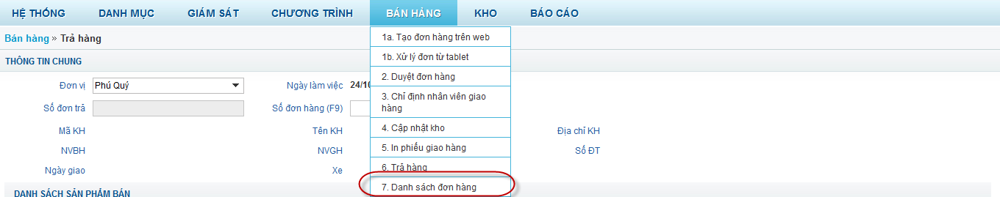 HỆ THỐNG DANH MỤC GIÁM SÁT CHƯƠNG TRÌNH BÁN HÀNG KHO BÁO CÁO
Bán hàng » Trả hàng
THÔNG TIN CHUNG
Đơn vị Phú Quý Ngày làm việc 24/10
Số đơn trả Số đơn hàng (F9)
Mã KH Tên KH Địa chỉ KH
NVBH NVGH Số ĐT
Ngày giao Xe
DANH SÁCH SẢN PHẨM BÁN
1a. Tạo đơn hàng trên web
1b. Xử lý đơn từ tablet
2. Duyệt đơn hàng
3. Chỉ định nhân viên giao
hàng
4. Cập nhật kho
5. In phiếu giao hàng
6. Trả hàng
7. Danh sách đơn hàng